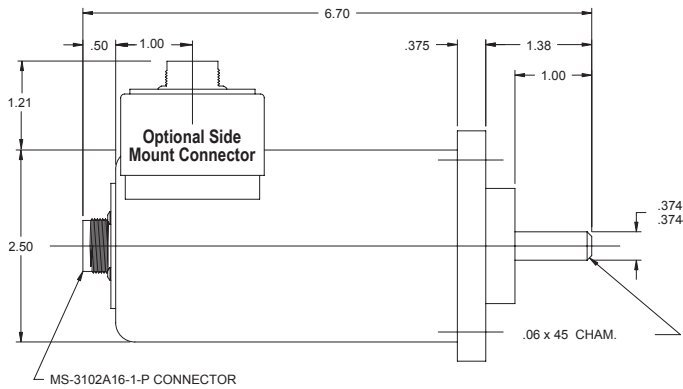 6.70
.50
1.00
.375
1.38
1.00
1.21
Optional Side
Mount Connector
2.50
.374
.374
.06 x 45 CHAM.
MS-3102A16-1-P CONNECTOR